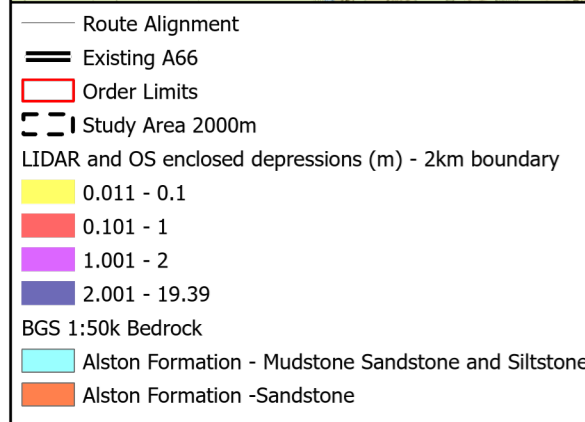 Route Alignment
Existing A66
Order Limits
Study Area 2000m
LIDAR and OS enclosed depressions (m) - 2km boundary
0.011 - 0.1
0.101 - 1
1.001 - 2
2.001 - 19.39
BGS 1:50k Bedrock
Alston Formation - Mudstone Sandstone and Siltstone
Alston Formation -Sandstone